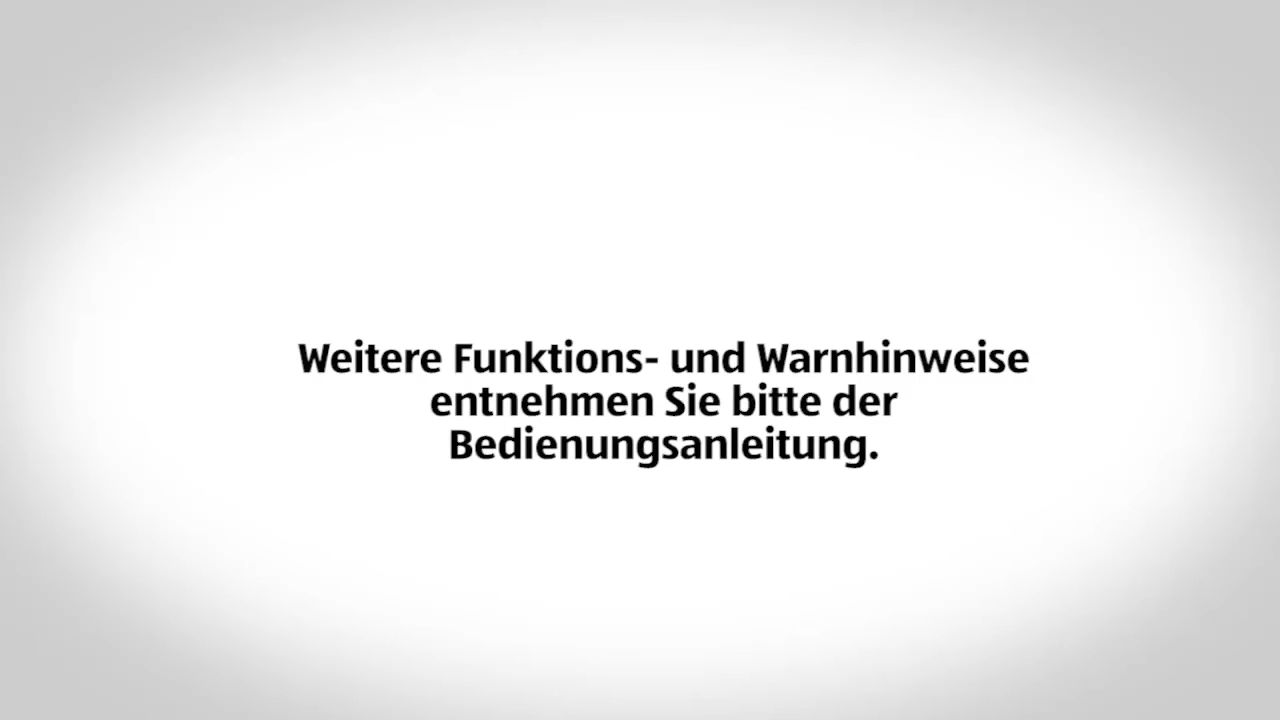 Weitere Funktions- und Warnhinweise
entnehmen Sie bitte der
Bedienungsanleitung.